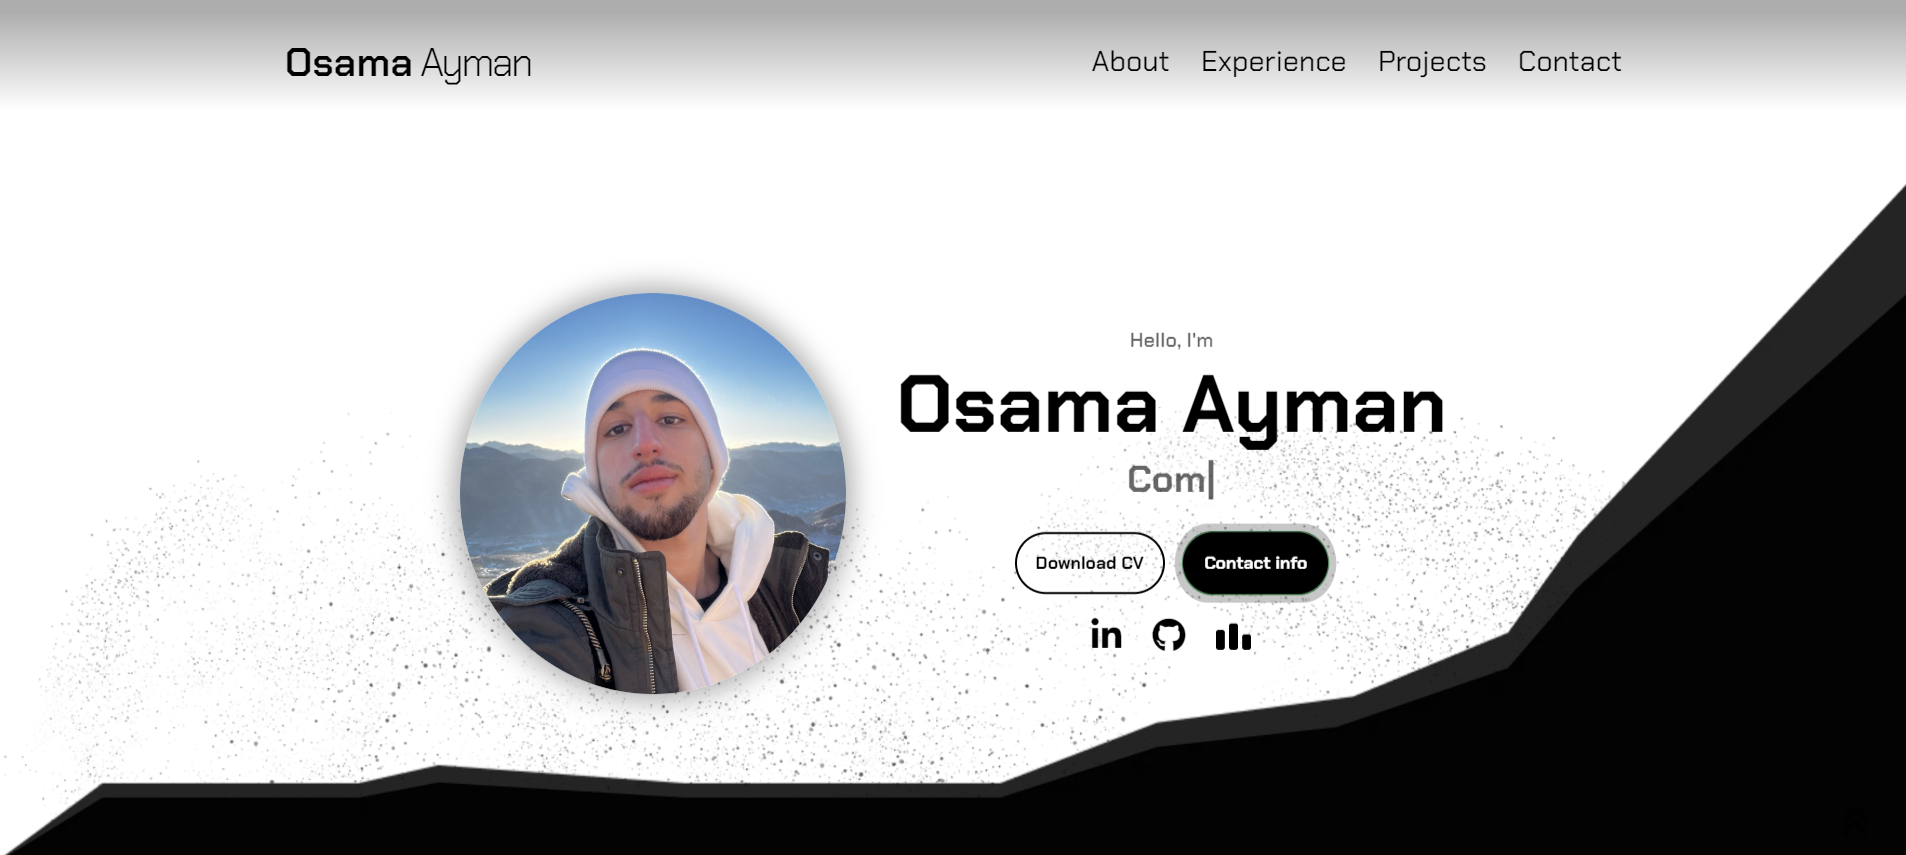 Osama Ayman
About Experience Projects Contact
Hello, I'm
Osama Ayman
Com
Download CV Contact info
in